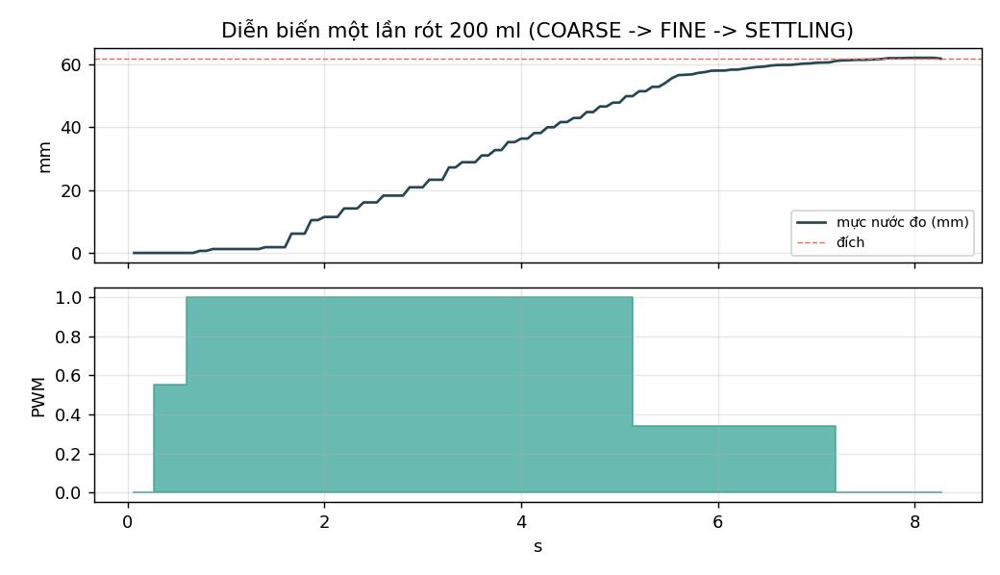 Diễn biến một lần rót 200 ml (COARSE -> FINE -> SETTLING)
60
40
20
0
mm
mực nước đo (mm)
đích
1.0
0.8
0.6
0.4
0.2
0.0
PWM
0 2 4 6 8
s